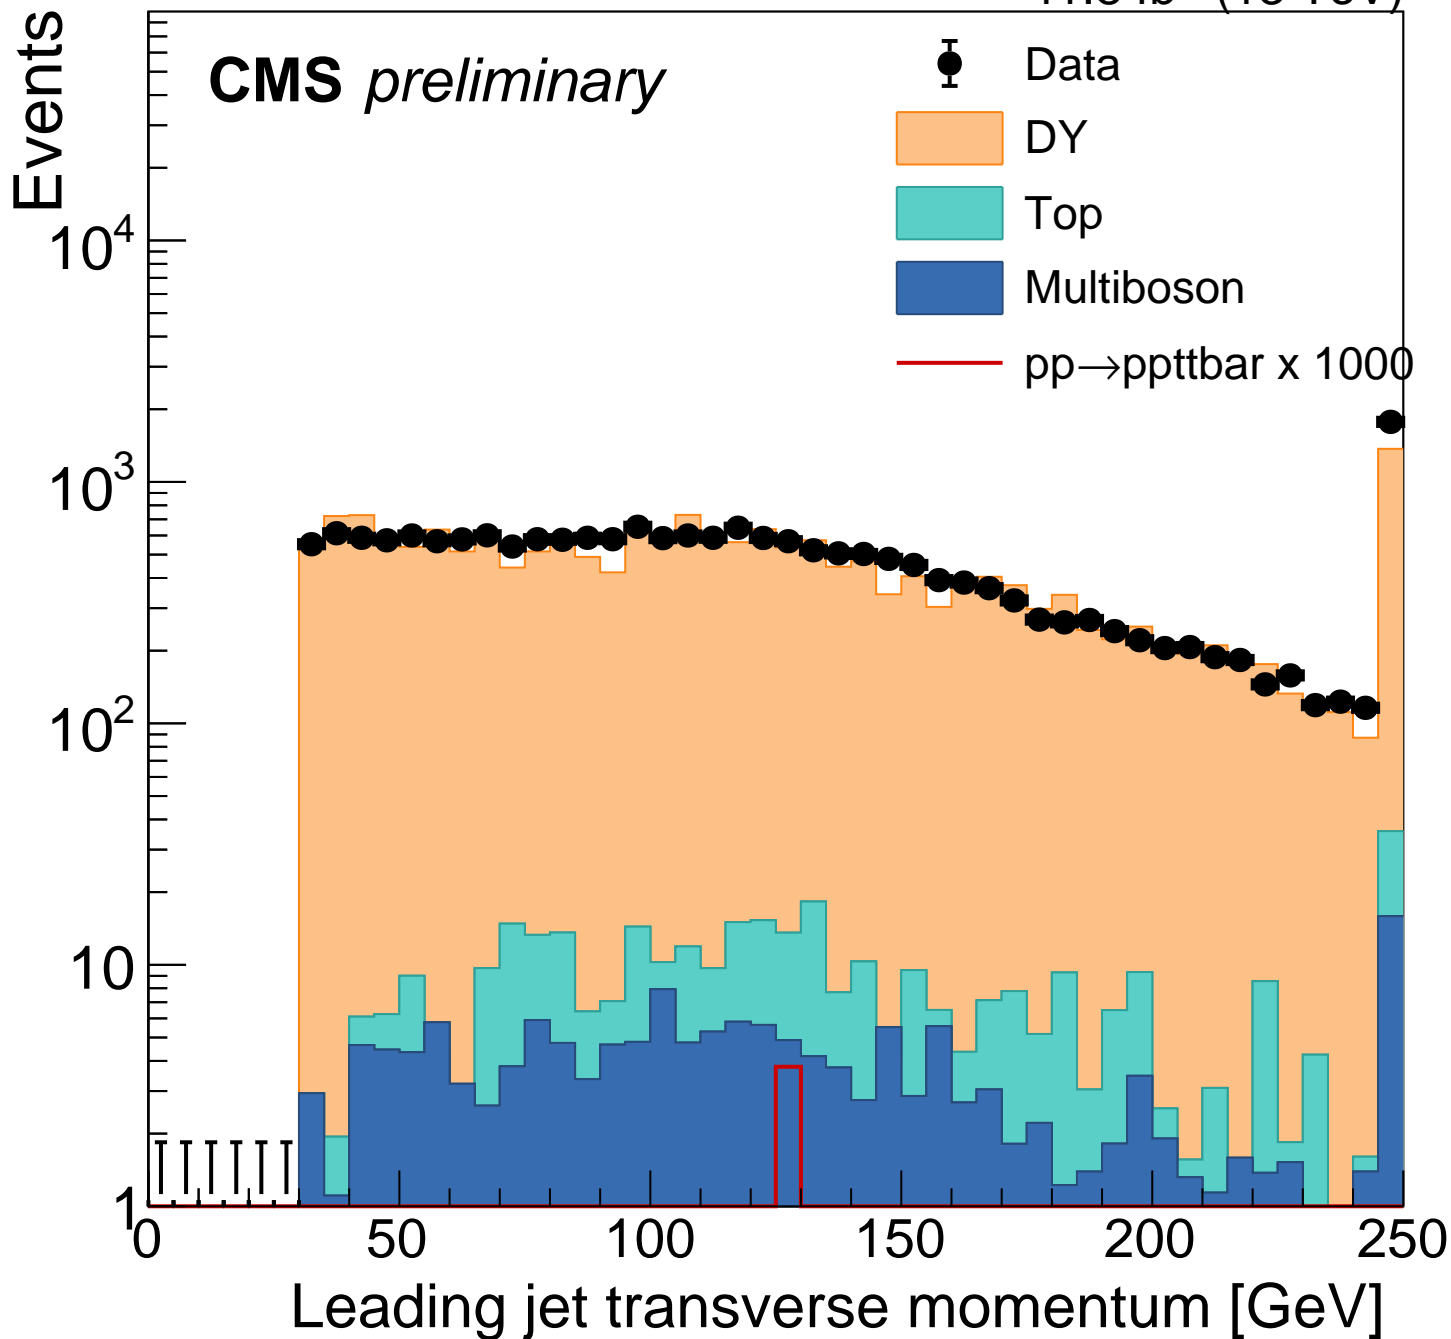 CMS preliminary
Data
DY
Top
Multiboson
pp→ppttbar x 1000
Events
10⁴
10³
10²
10
1
0 50 100 150 200 250
Leading jet transverse momentum [GeV]